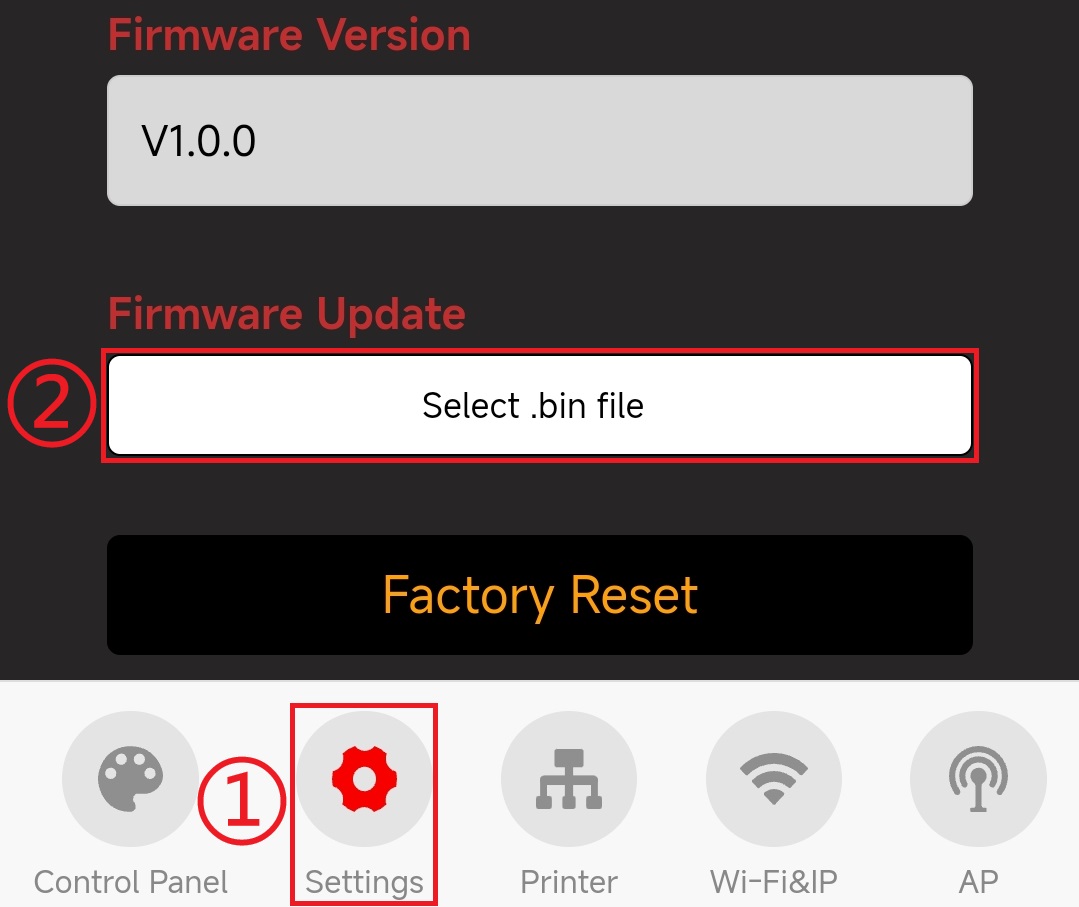 Firmware Version
V1.0.0
Firmware Update
② Select .bin file
Factory Reset
①
Control Panel Settings Printer Wi-Fi&IP AP